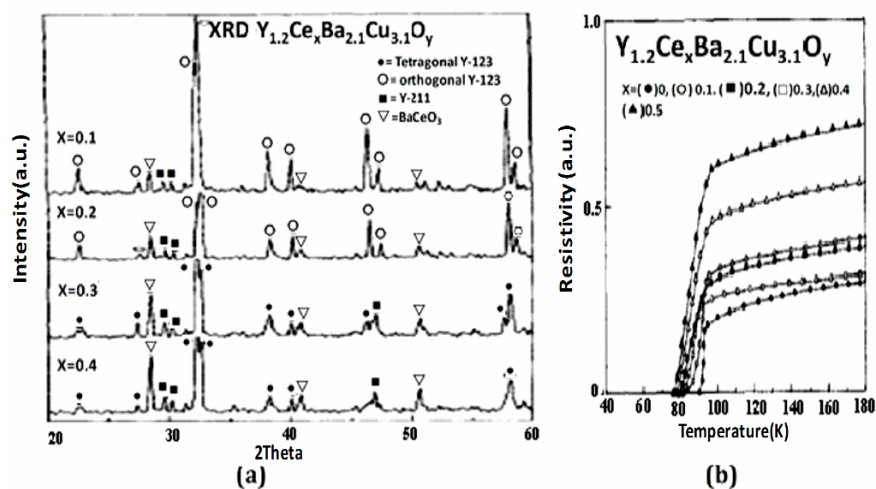 XRD Y1.2CexBa2.1Cu3.1Oy
•= Tetragonal Y-123
○= orthogonal Y-123
■= Y-211
▽=BaCeO3
X=0.1
X=0.2
X=0.3
X=0.4
Intensity(a.u.)
20 30 40 50 60
2Theta
(a)
Y1.2CexBa2.1Cu3.1Oy
X=(●)0, (○) 0.1. (■)0.2, (□)0.3,(△)0.4
(▲)0.5
1.0
0.5
0
Resistivity (a.u.)
40 60 80 100 120 140 160 180
Temperature(K)
(b)